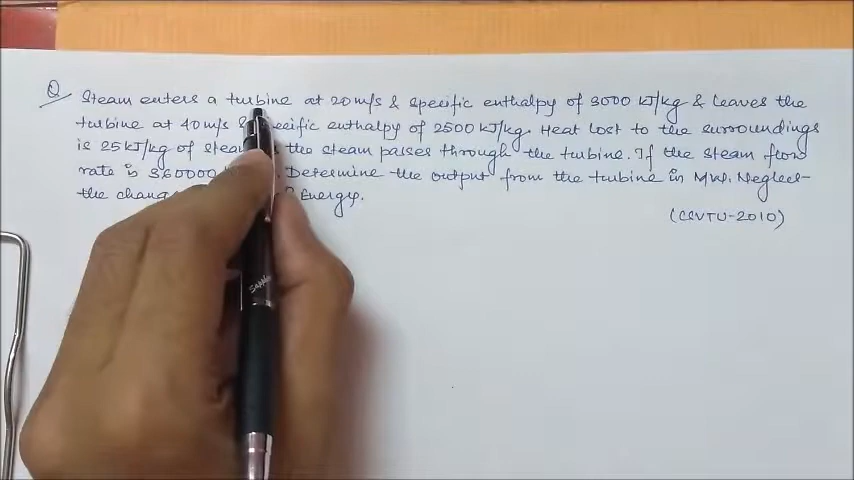 Q Steam enters a turbine at 20 m/s & specific enthalpy of 3000 kJ/kg & leaves the
turbine at 40 m/s & specific enthalpy of 2500 kJ/kg. Heat lost to the surroundings
is 25 kJ/kg of steam the steam passes through the turbine. If the steam flow
rate is 360000 Determine the output from the turbine in MW. Neglect
the change Energy.
(CSVTU-2010)
Sapphire